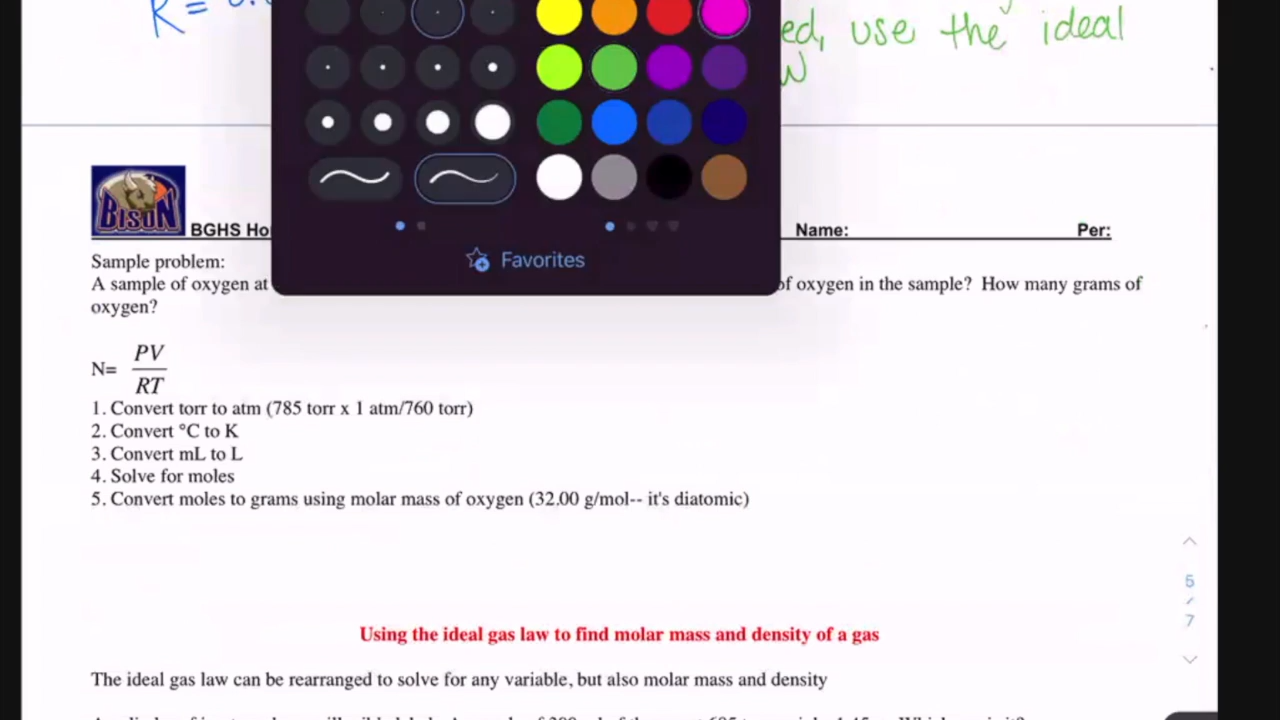 R = 0.
ed, use the ideal
BISON
BGHS Ho Name: Per:
Sample problem:
A sample of oxygen at of oxygen in the sample? How many grams of
oxygen?
N= PV
RT
1. Convert torr to atm (785 torr x 1 atm/760 torr)
2. Convert °C to K
3. Convert mL to L
4. Solve for moles
5. Convert moles to grams using molar mass of oxygen (32.00 g/mol-- it's diatomic)
Favorites
5
/
7
Using the ideal gas law to find molar mass and density of a gas
The ideal gas law can be rearranged to solve for any variable, but also molar mass and density